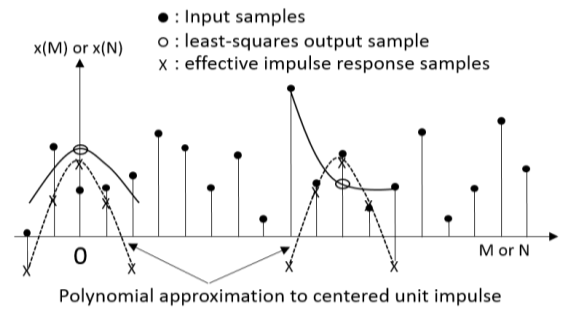 ● : Input samples
o : least-squares output sample
x : effective impulse response samples
x(M) or x(N)
0
M or N
Polynomial approximation to centered unit impulse